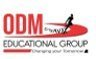 ODM
EDUCATIONAL GROUP
Changing your Tomorrow